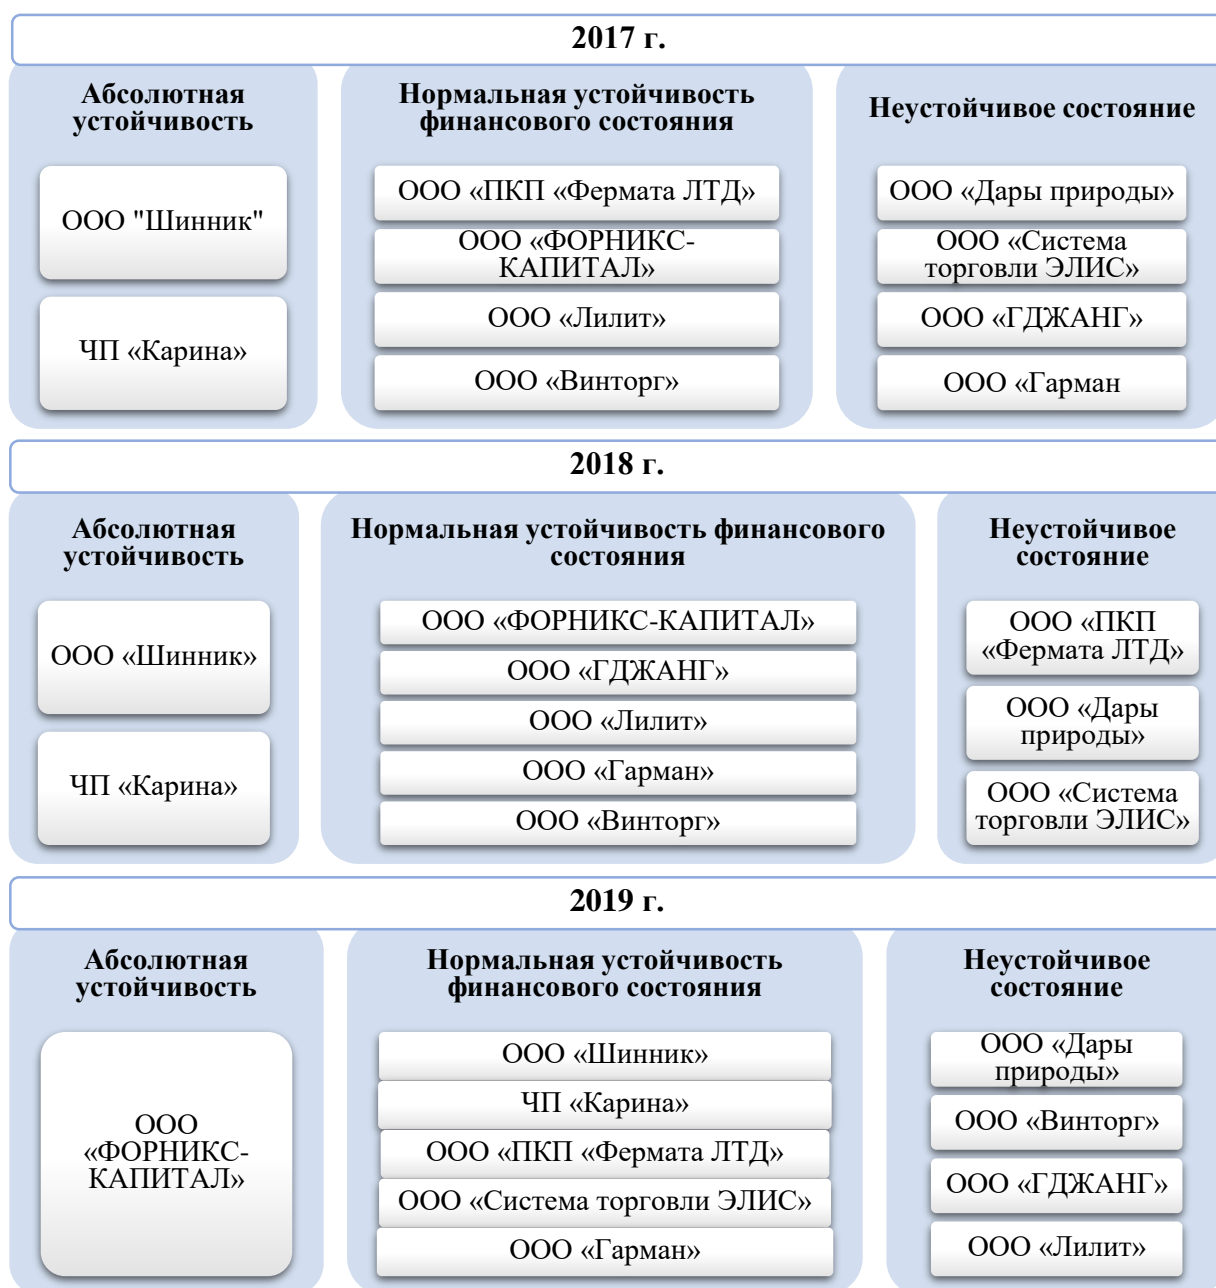 2017 г.
Абсолютная
устойчивость
ООО "Шинник"
ЧП «Карина»
Нормальная устойчивость
финансового состояния
ООО «ПКП «Фермата ЛТД»
ООО «ФОРНИКС-
КАПИТАЛ»
ООО «Лилит»
ООО «Винторг»
Неустойчивое состояние
ООО «Дары природы»
ООО «Система
торговли ЭЛИС»
ООО «ГДЖАНГ»
ООО «Гарман
2018 г.
Абсолютная
устойчивость
ООО «Шинник»
ЧП «Карина»
Нормальная устойчивость финансового
состояния
ООО «ФОРНИКС-КАПИТАЛ»
ООО «ГДЖАНГ»
ООО «Лилит»
ООО «Гарман»
ООО «Винторг»
Неустойчивое
состояние
ООО «ПКП
«Фермата ЛТД»
ООО «Дары
природы»
ООО «Система
торговли ЭЛИС»
2019 г.
Абсолютная
устойчивость
ООО
«ФОРНИКС-
КАПИТАЛ»
Нормальная устойчивость
финансового состояния
ООО «Шинник»
ЧП «Карина»
ООО «ПКП «Фермата ЛТД»
ООО «Система торговли ЭЛИС»
ООО «Гарман»
Неустойчивое
состояние
ООО «Дары
природы»
ООО «Винторг»
ООО «ГДЖАНГ»
ООО «Лилит»